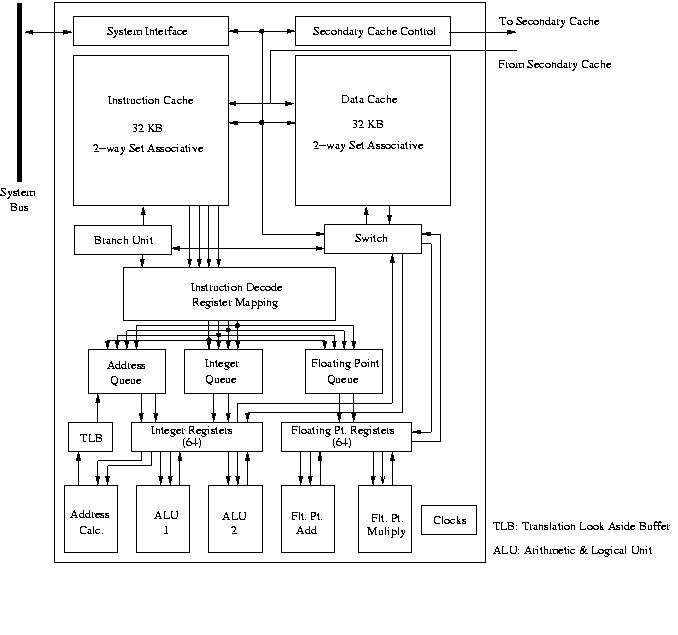 System Interface
Secondary Cache Control
To Secondary Cache
From Secondary Cache
Instruction Cache
32 KB
2-way Set Associative
Data Cache
32 KB
2-way Set Associative
System
Bus
Branch Unit
Switch
Instruction Decode
Register Mapping
Address
Queue
Integer
Queue
Floating Point
Queue
TLB
Integer Registers
(64)
Floating Pt. Registers
(64)
Address
Calc.
ALU
1
ALU
2
Flt. Pt.
Add
Flt. Pt.
Muliply
Clocks
TLB: Translation Look Aside Buffer
ALU: Arithmetic & Logical Unit